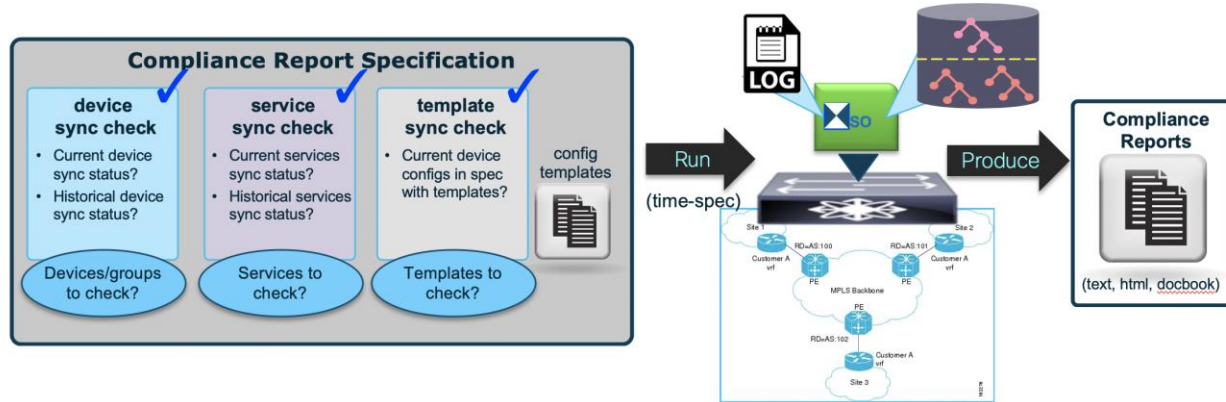 Compliance Report Specification
device
sync check
• Current device
sync status?
• Historical device
sync status?
Devices/groups
to check?
service
sync check
• Current services
sync status?
• Historical services
sync status?
Services to
check?
template
sync check
• Current device
configs in spec
with templates?
Templates to
check?
config
templates
Run
(time-spec)
LOG
SO
Site 1
RD=AS:100
Customer A
vrf
PE
Site 2
RD=AS:101
Customer A
vrf
PE
MPLS Backbone
PE
RD=AS:102
Customer A
vrf
Site 3
Produce
Compliance
Reports
(text, html, docbook)